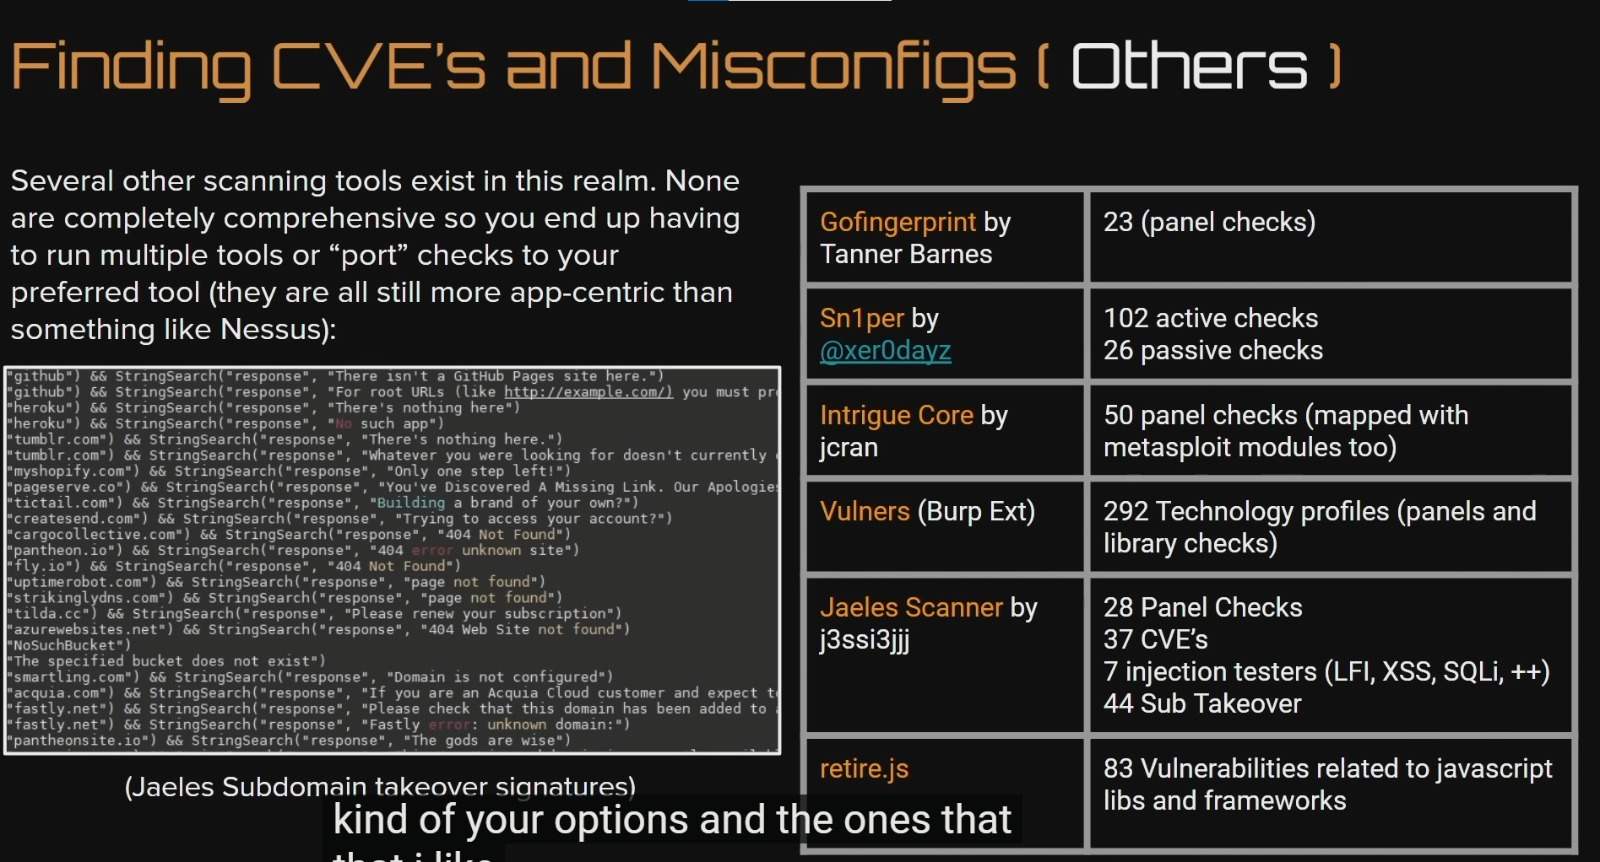 Finding CVE's and Misconfigs ( Others )
Several other scanning tools exist in this realm. None
are completely comprehensive so you end up having
to run multiple tools or “port” checks to your
preferred tool (they are all still more app-centric than
something like Nessus):
"github") && StringSearch("response", "There isn't a GitHub Pages site here.")
"github") && StringSearch("response", "For root URLs (like http://example.com/) you must
"heroku") && StringSearch("response", "There's nothing here")
"heroku") && StringSearch("response", "No such app")
"tumblr.com") && StringSearch("response", "There's nothing here.")
"tumblr.com") && StringSearch("response", "Whatever you were looking for doesn't currently
"myshopify.com") && StringSearch("response", "Only one step left!")
"pageserve.co") && StringSearch("response", "You've Discovered A Missing Link. Our Apologies
"tictail.com") && StringSearch("response", "Building a brand of your own?")
"createsend.com") && StringSearch("response", "Trying to access your account?")
"cargocollective.com") && StringSearch("response", "404 Not Found")
"pantheon.io") && StringSearch("response", "404 error unknown site")
"fly.io") && StringSearch("response", "404 Not Found")
"uptimerobot.com") && StringSearch("response", "page not found")
"strikinglydns.com") && StringSearch("response", "page not found")
"tilda.cc") && StringSearch("response", "Please renew your subscription")
"azurewebsites.net") && StringSearch("response", "404 Web Site not found")
"NoSuchBucket")
"The specified bucket does not exist")
"smartling.com") && StringSearch("response", "Domain is not configured")
"acquia.com") && StringSearch("response", "If you are an Acquia Cloud customer and expect
"fastly.net") && StringSearch("response", "Please check that this domain has been added to
"fastly.net") && StringSearch("response", "Fastly error: unknown domain:")
"pantheonsite.io") && StringSearch("response", "The gods are wise")
(Jaeles Subdomain takeover signatures)
Gofingerprint by
Tanner Barnes
23 (panel checks)
Sn1per by
@xer0dayz
102 active checks
26 passive checks
Intrigue Core by
jcran
50 panel checks (mapped with
metasploit modules too)
Vulners (Burp Ext)
292 Technology profiles (panels and
library checks)
Jaeles Scanner by
j3ssi3jjj
28 Panel Checks
37 CVE’s
7 injection testers (LFI, XSS, SQLi, ++)
44 Sub Takeover
retire.js
83 Vulnerabilities related to javascript
libs and frameworks
kind of your options and the ones that
that i like